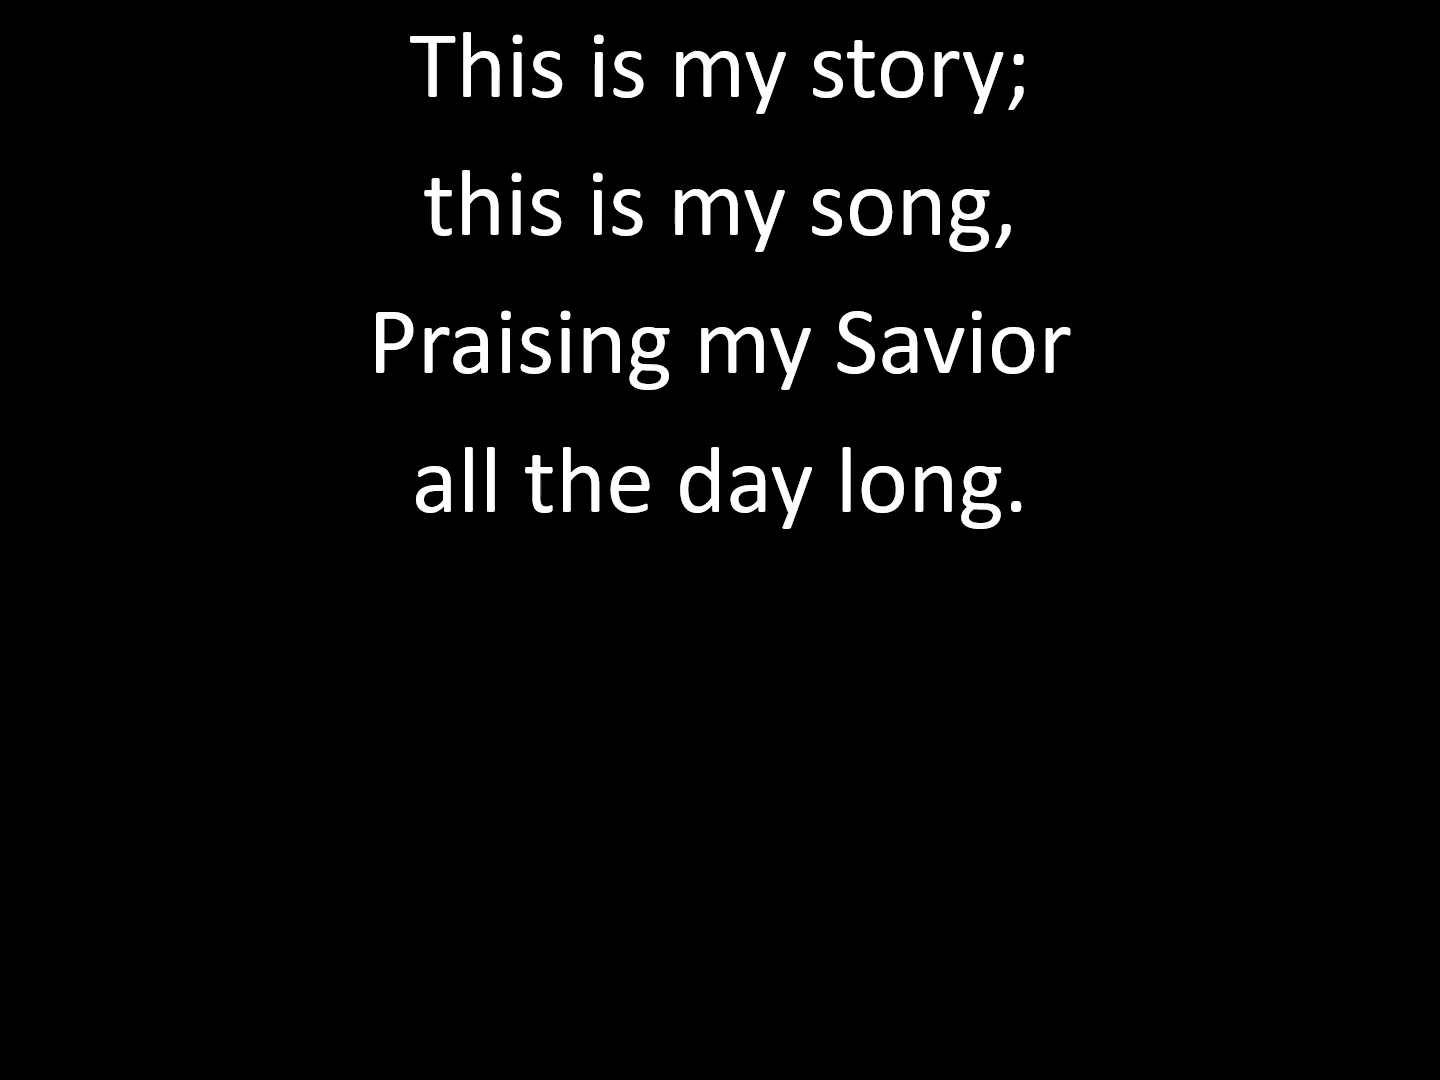 This is my story;
this is my song,
Praising my Savior
all the day long.